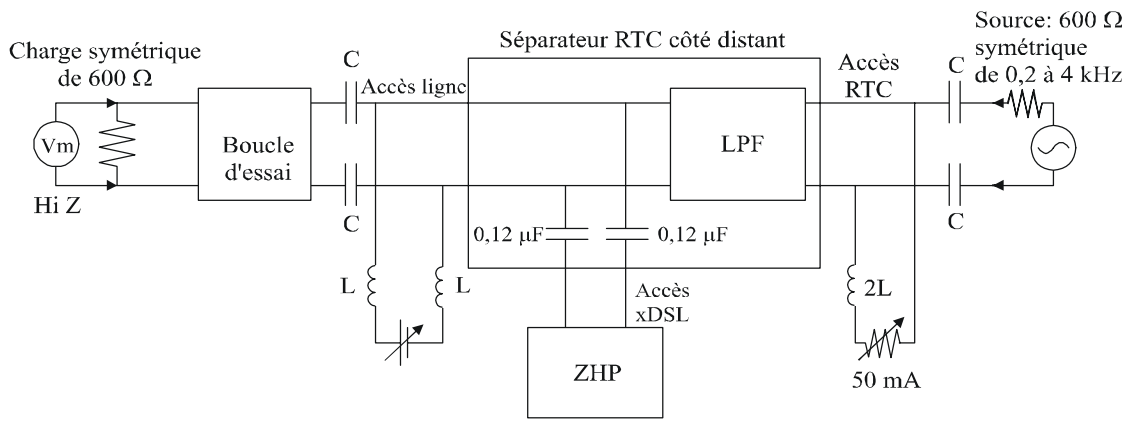 Charge symétrique
de 600 Ω
Vm
Hi Z
Boucle
d'essai
C
C
Accès ligne
L
L
Séparateur RTC côté distant
LPF
0,12 µF
0,12 µF
Accès
xDSL
ZHP
Accès
RTC
2L
50 mA
C
C
Source: 600 Ω
symétrique
de 0,2 à 4 kHz